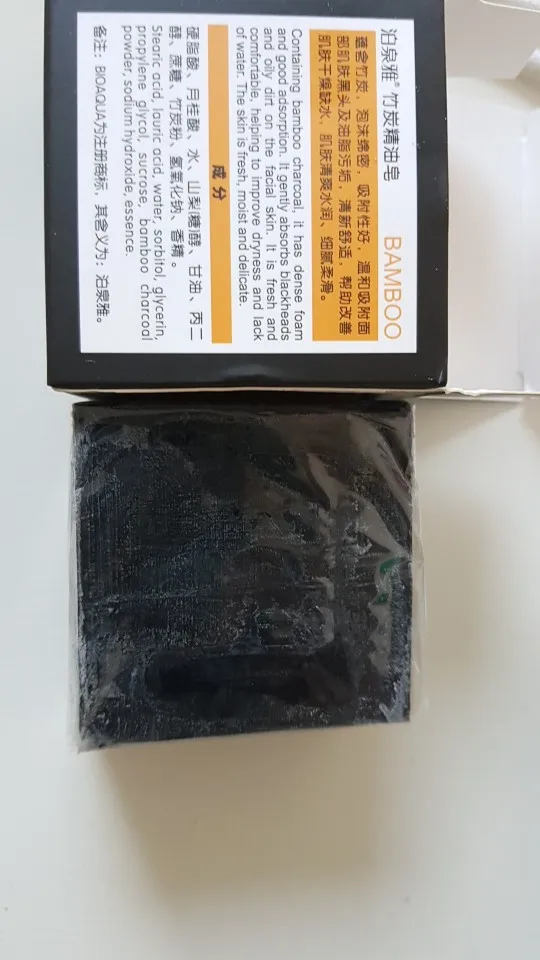 泊泉雅® 竹炭精油皂 BAMBOO
蕴含竹炭，泡沫绵密，吸附性好，温和吸附面
部肌肤黑头及油脂污垢，清新舒适，帮助改善
肌肤干燥缺水，肌肤清爽水润、细腻柔滑。
Containing bamboo charcoal, it has dense foam
and good adsorption. It gently absorbs blackheads
and oily dirt on the facial skin. It is fresh and
comfortable, helping to improve dryness and lack
of water. The skin is fresh, moist and delicate.
成 分
硬脂酸、月桂酸、水、山梨(糖)醇、甘油、丙二
醇、蔗糖、竹炭粉、氢氧化钠、香精。
Stearic acid, lauric acid, water, sorbitol, glycerin,
propylene glycol, sucrose, bamboo charcoal
powder, sodium hydroxide, essence.
备注：BIOAQUA为注册商标，其含义为：泊泉雅。